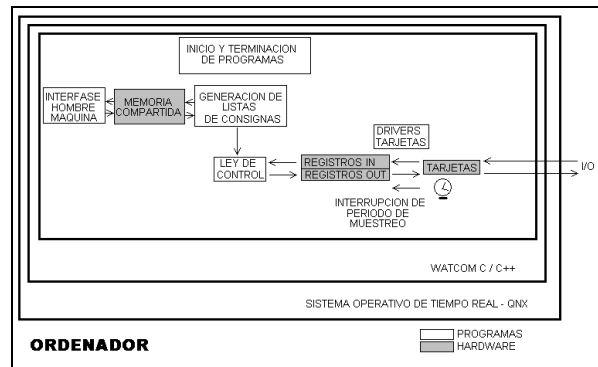 INICIO Y TERMINACION
DE PROGRAMAS
INTERFASE
HOMBRE
MAQUINA
MEMORIA
COMPARTIDA
GENERACION DE
LISTAS
DE CONSIGNAS
DRIVERS
TARJETAS
LEY DE
CONTROL
REGISTROS IN
REGISTROS OUT
TARJETAS
I/O
INTERRUPCION DE
PERIODO DE
MUESTREO
WATCOM C / C++
SISTEMA OPERATIVO DE TIEMPO REAL - QNX
ORDENADOR
PROGRAMAS
HARDWARE